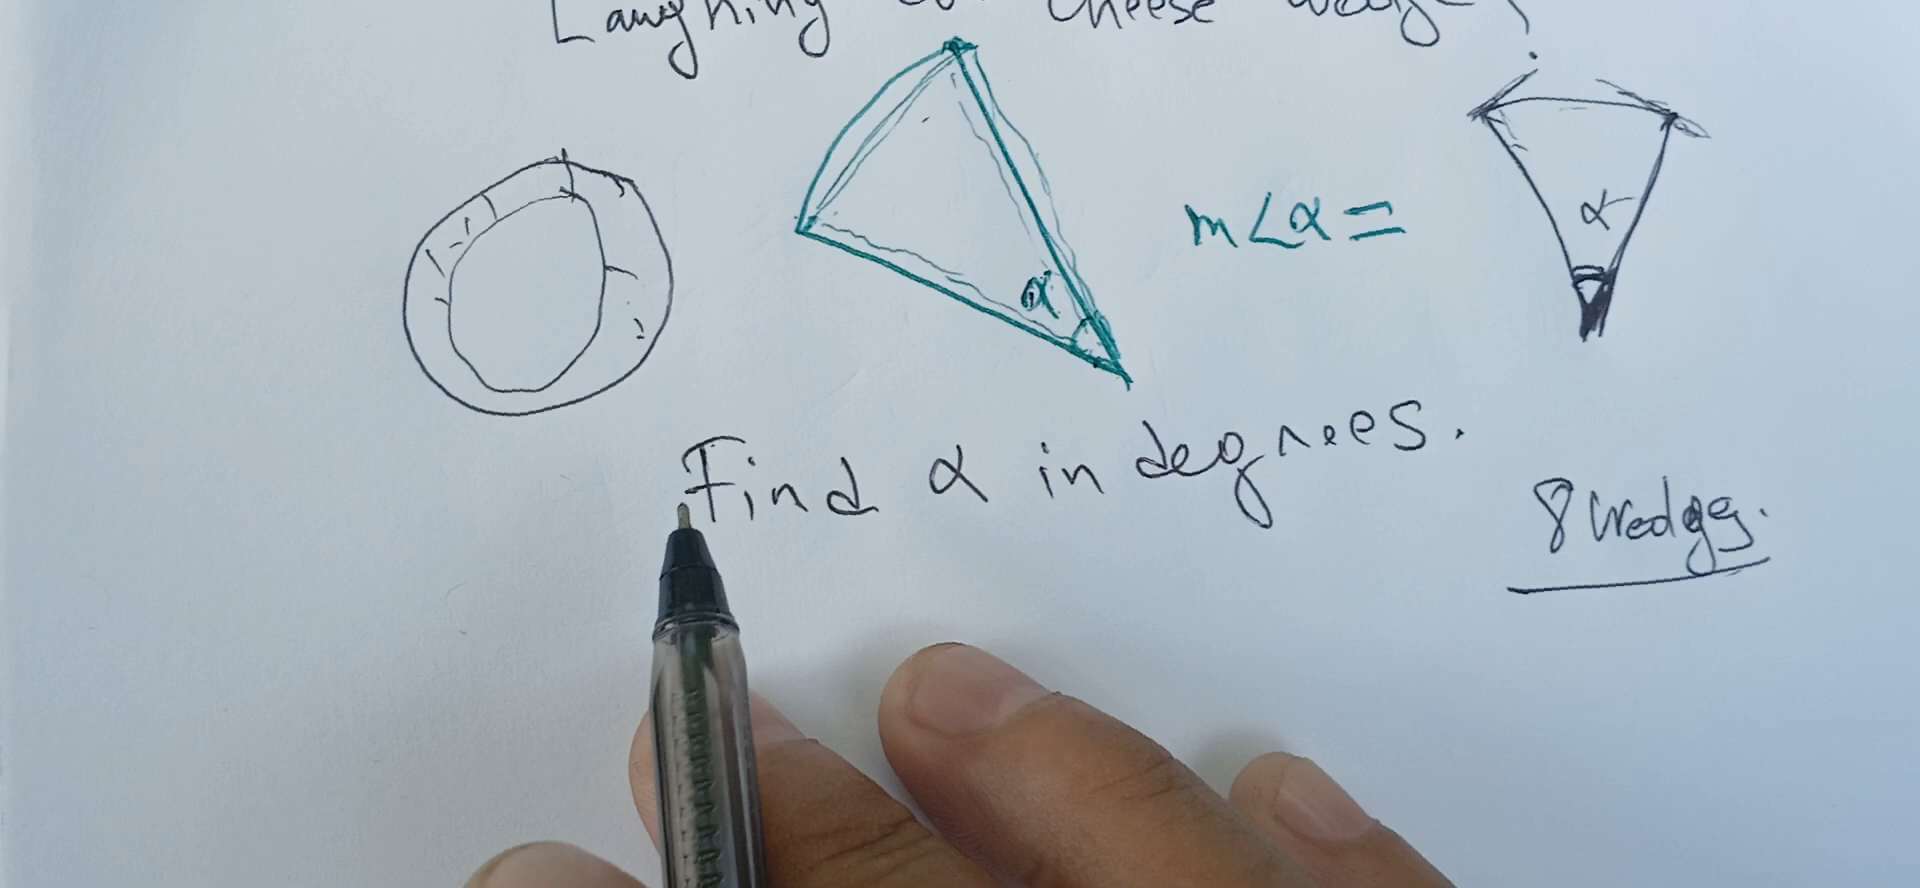 Laughing Cow Cheese Wedge?
α
m∠α =
α
Find α in degrees.
8 wedges.